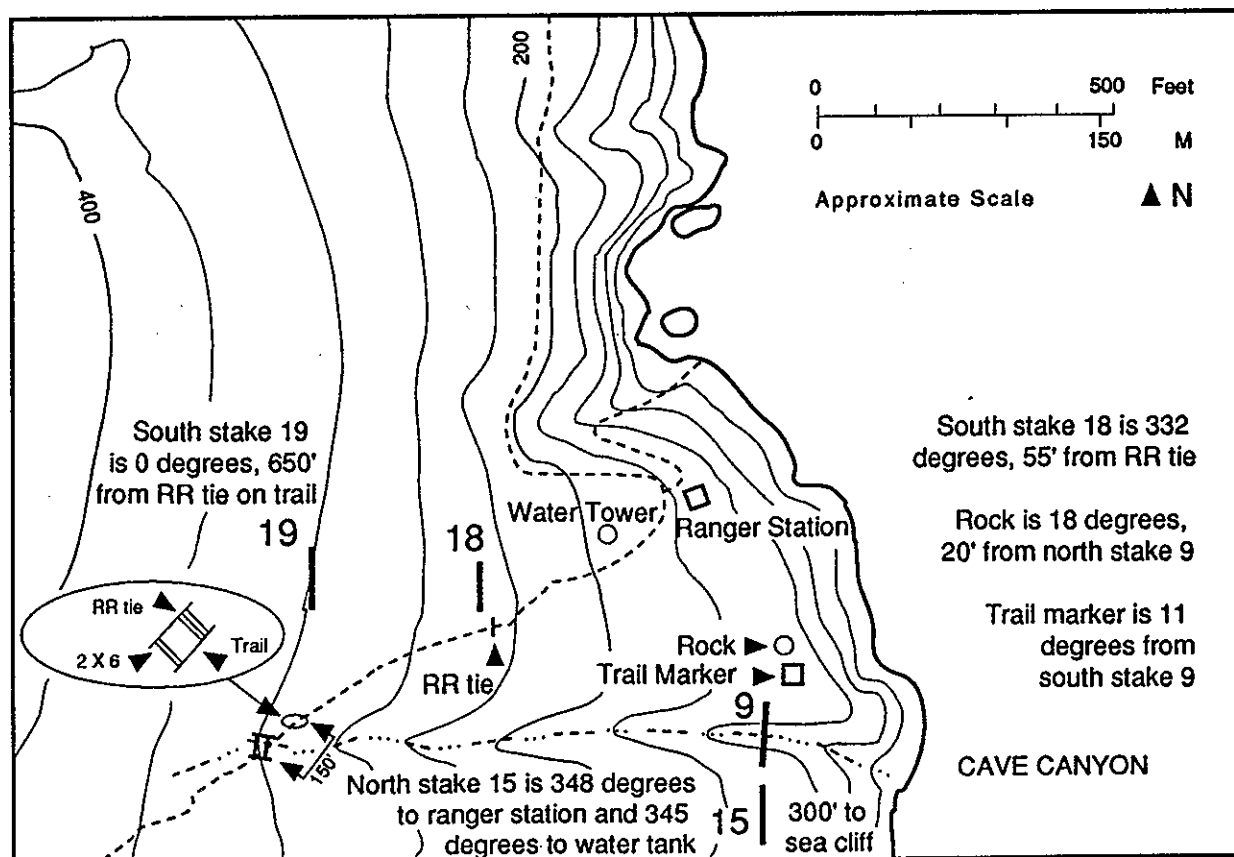 200
0 500 Feet
0 150 M
Approximate Scale ▲ N
400
South stake 19
is 0 degrees, 650'
from RR tie on trail
19
18
Water Tower
Ranger Station
South stake 18 is 332
degrees, 55' from RR tie
Rock is 18 degrees,
20' from north stake 9
Trail marker is 11
degrees from
south stake 9
RR tie
2 X 6
Trail
RR tie
Rock
Trail Marker
9
150'
North stake 15 is 348 degrees
to ranger station and 345
degrees to water tank
15
300' to
sea cliff
CAVE CANYON